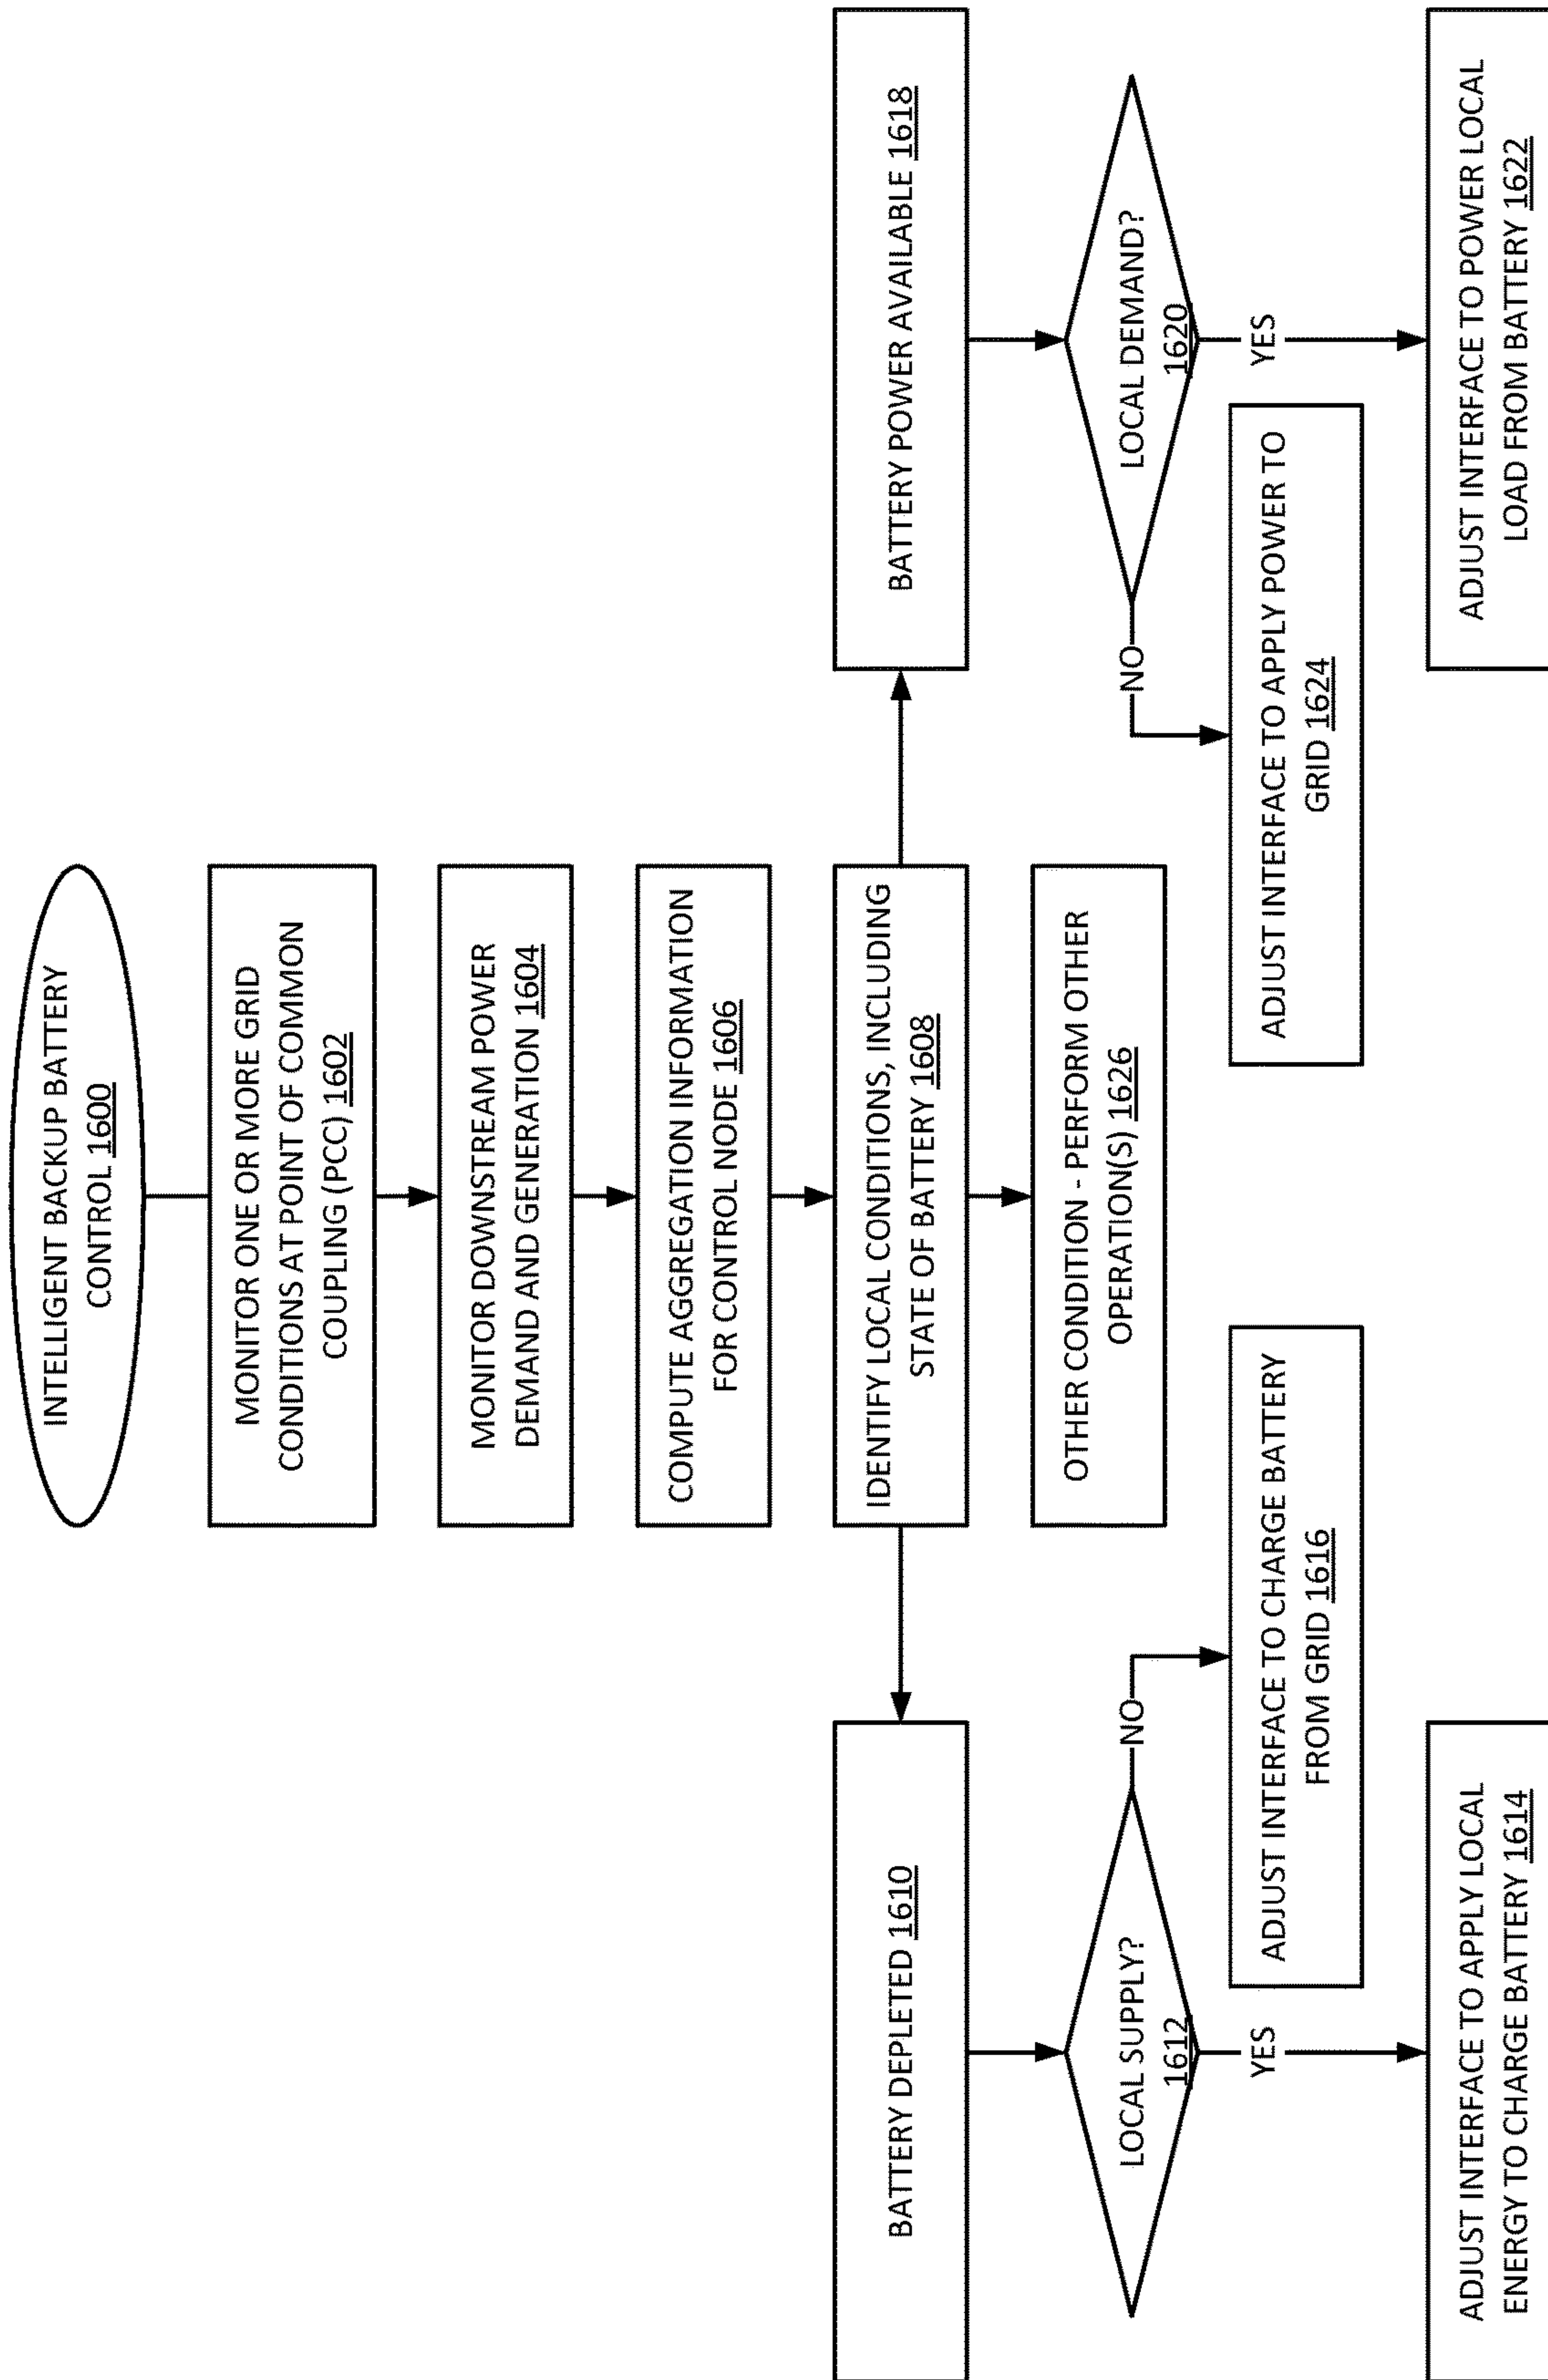 INTELLIGENT BACKUP BATTERY
CONTROL 1600
MONITOR ONE OR MORE GRID
CONDITIONS AT POINT OF COMMON
COUPLING (PCC) 1602
MONITOR DOWNSTREAM POWER
DEMAND AND GENERATION 1604
COMPUTE AGGREGATION INFORMATION
FOR CONTROL NODE 1606
IDENTIFY LOCAL CONDITIONS, INCLUDING
STATE OF BATTERY 1608
OTHER CONDITION - PERFORM OTHER
OPERATION(S) 1626
BATTERY DEPLETED 1610
LOCAL SUPPLY?
1612
NO
ADJUST INTERFACE TO CHARGE BATTERY
FROM GRID 1616
YES
ADJUST INTERFACE TO APPLY LOCAL
ENERGY TO CHARGE BATTERY 1614
BATTERY POWER AVAILABLE 1618
LOCAL DEMAND?
1620
NO
ADJUST INTERFACE TO APPLY POWER TO
GRID 1624
YES
ADJUST INTERFACE TO POWER LOCAL
LOAD FROM BATTERY 1622